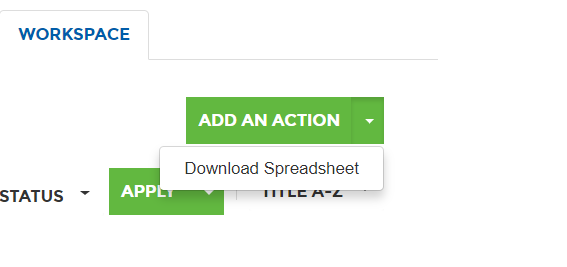 WORKSPACE
ADD AN ACTION
Download Spreadsheet
STATUS
APPLY
TITLE A-Z